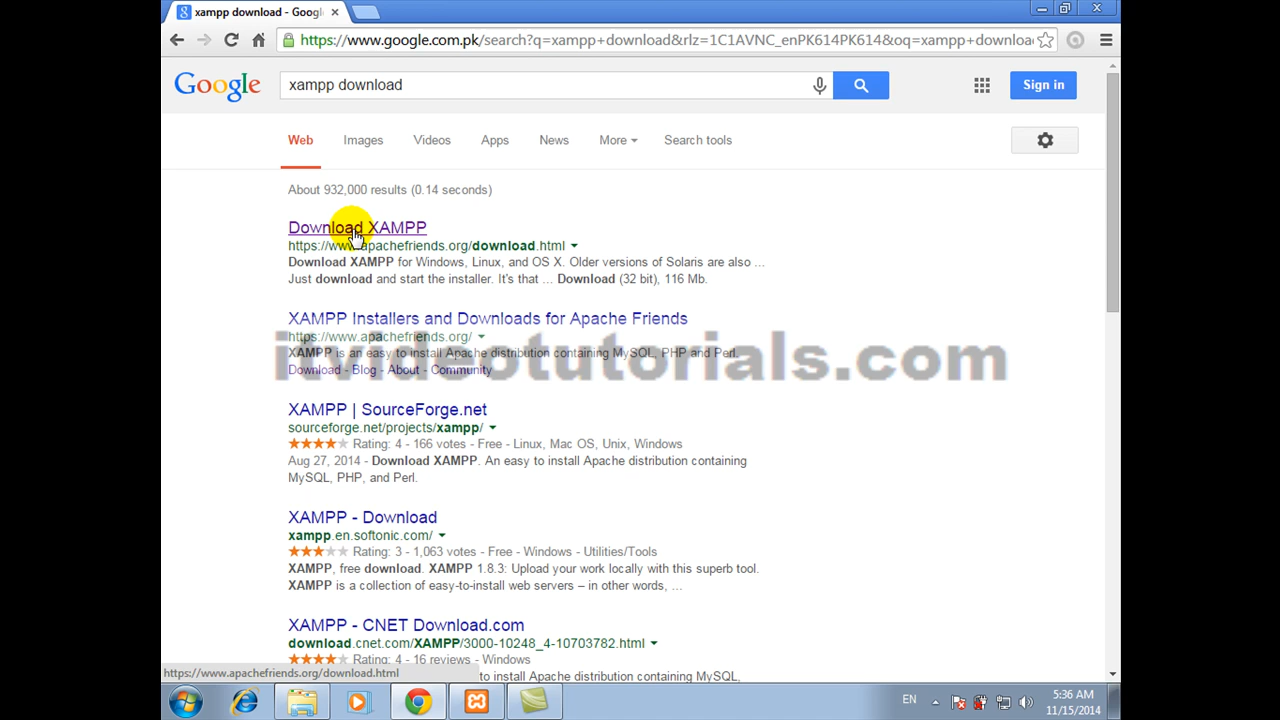 xampp download - Googl
https://www.google.com.pk/search?q=xampp+download&rlz=1C1AVNC_enPK614PK614&oq=xampp+downloa
Google
xampp download
Sign in
Web Images Videos Apps News More Search tools
About 932,000 results (0.14 seconds)
Download XAMPP
https://www.apachefriends.org/download.html
Download XAMPP for Windows, Linux, and OS X. Older versions of Solaris are also ...
Just download and start the installer. It's that ... Download (32 bit), 116 Mb.
XAMPP Installers and Downloads for Apache Friends
https://www.apachefriends.org/
itvideotutorials.com
XAMPP is an easy to install Apache distribution containing MySQL, PHP and Perl.
Download - Blog - About - Community
XAMPP | SourceForge.net
sourceforge.net/projects/xampp/
Rating: 4 - 166 votes - Free - Linux, Mac OS, Unix, Windows
Aug 27, 2014 - Download XAMPP. An easy to install Apache distribution containing
MySQL, PHP, and Perl.
XAMPP - Download
xampp.en.softonic.com/
Rating: 3 - 1,063 votes - Free - Windows - Utilities/Tools
XAMPP, free download. XAMPP 1.8.3: Upload your work locally with this superb tool.
XAMPP is a collection of easy-to-install web servers – in other words, ...
XAMPP - CNET Download.com
download.cnet.com/XAMPP/3000-10248_4-10703782.html
Rating: 4 - 16 reviews - Windows
https://www.apachefriends.org/download.html
to install Apache distribution containing MySQL,
EN
5:36 AM
11/15/2014